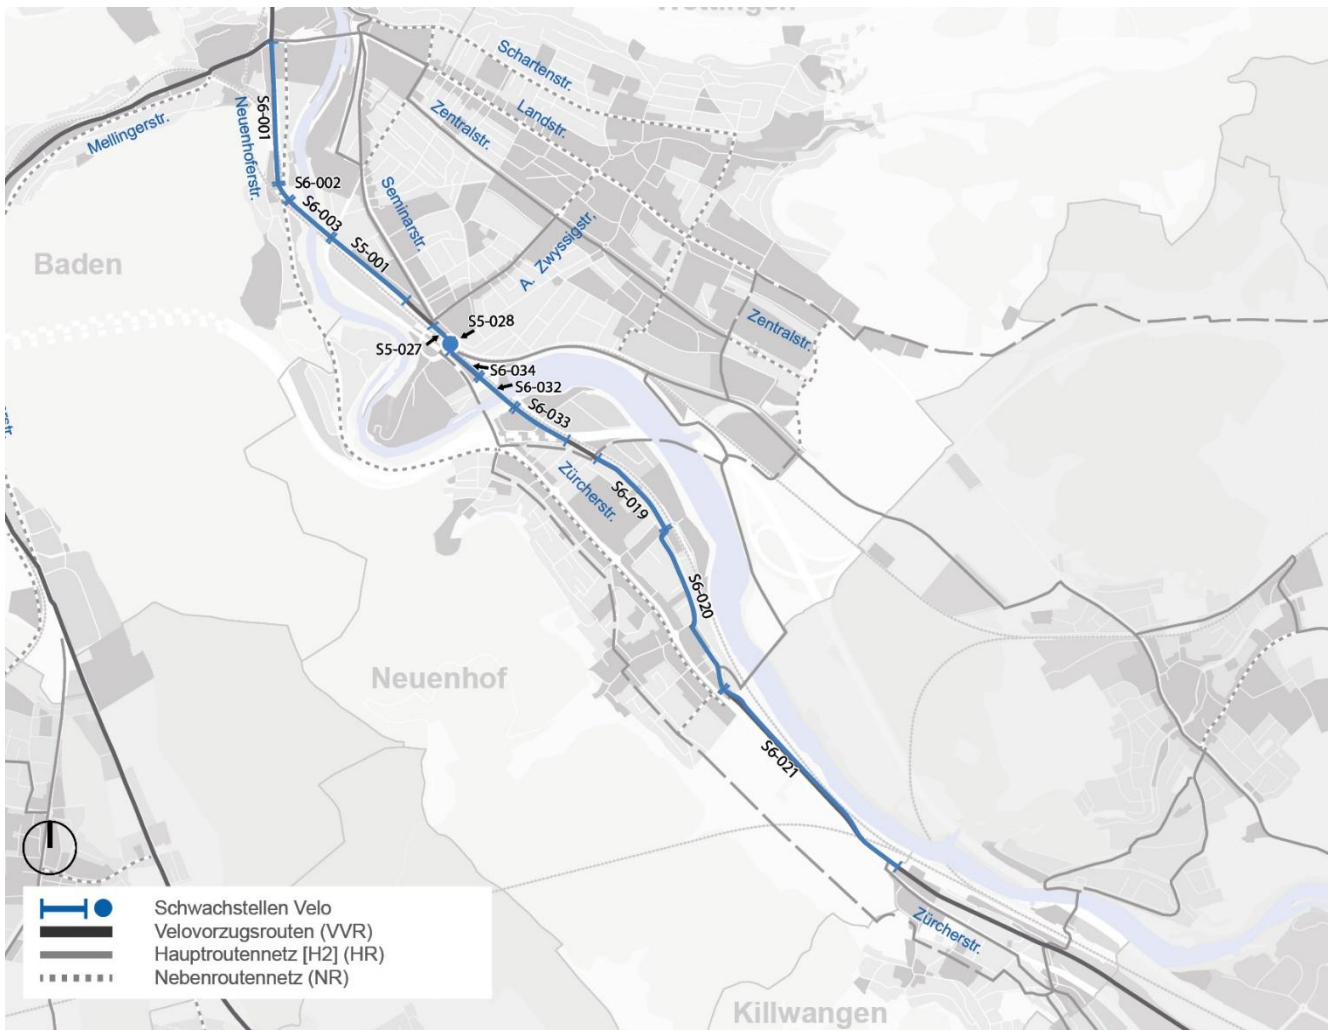 Schartenstr.
Landstr.
Zentralstr.
Mellingerstr.
Neuenhoferstr.
S6-001
S6-002
S6-003
S5-001
Seminarstr.
A. Zwyssigstr.
Baden
S5-028
S5-027
Zentralstr.
S6-034
S6-032
S6-033
Zürcherstr.
S6-019
S6-020
Neuenhof
S6-021
Zürcherstr.
Killwangen
Schwachstellen Velo
Velovorzugsrouten (VVR)
Hauptroutennetz [H2] (HR)
Nebenroutennetz (NR)